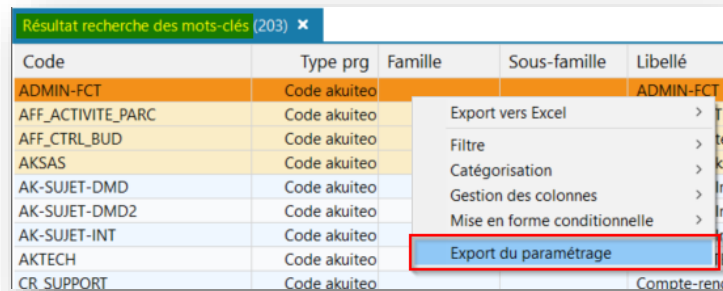 Résultat recherche des mots-clés (203) ×
Code Type prg Famille Sous-famille Libellé
ADMIN-FCT Code akuiteo ADMIN-FCT
AFF_ACTIVITE_PARC Code akuiteo Export vers Excel >
AFF_CTRL_BUD Code akuiteo Filtre >
AKSAS Code akuiteo Catégorisation >
AK-SUJET-DMD Code akuiteo Gestion des colonnes >
AK-SUJET-DMD2 Code akuiteo Mise en forme conditionnelle >
AK-SUJET-INT Code akuiteo
AKTECH Code akuiteo Export du paramétrage
CR_SUPPORT Code akuiteo